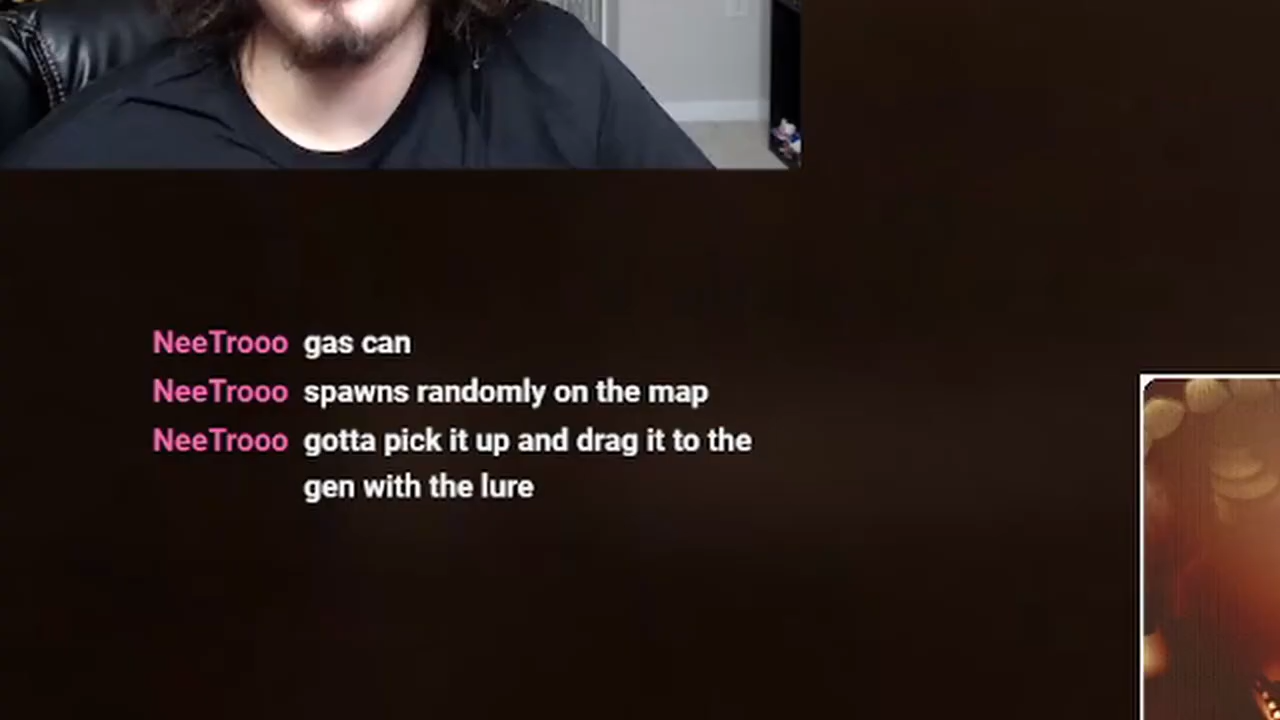 NeeTrooo gas can
NeeTrooo spawns randomly on the map
NeeTrooo gotta pick it up and drag it to the
gen with the lure